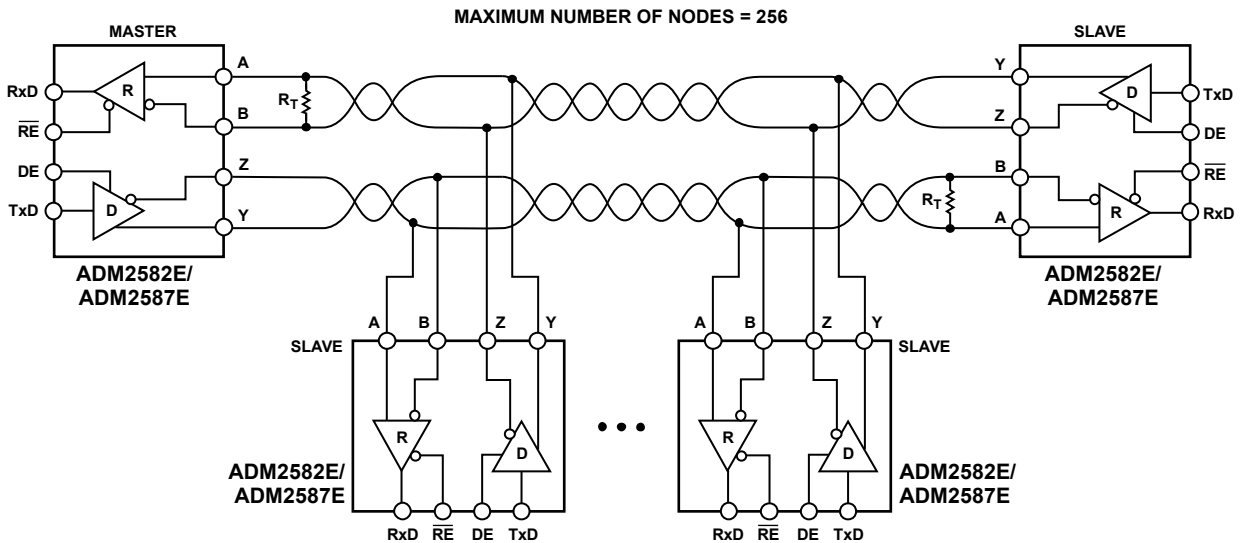 MAXIMUM NUMBER OF NODES = 256
MASTER
SLAVE
A
RxD
R
RE
B
RT
DE
Z
TxD
D
Y
ADM2582E/
ADM2587E
Y
D
TxD
Z
DE
B
RE
RT
R
RxD
A
ADM2582E/
ADM2587E
A
B
Z
Y
SLAVE
R
D
ADM2582E/
ADM2587E
RxD
RE
DE
TxD
A
B
Z
Y
SLAVE
R
D
ADM2582E/
ADM2587E
RxD
RE
DE
TxD